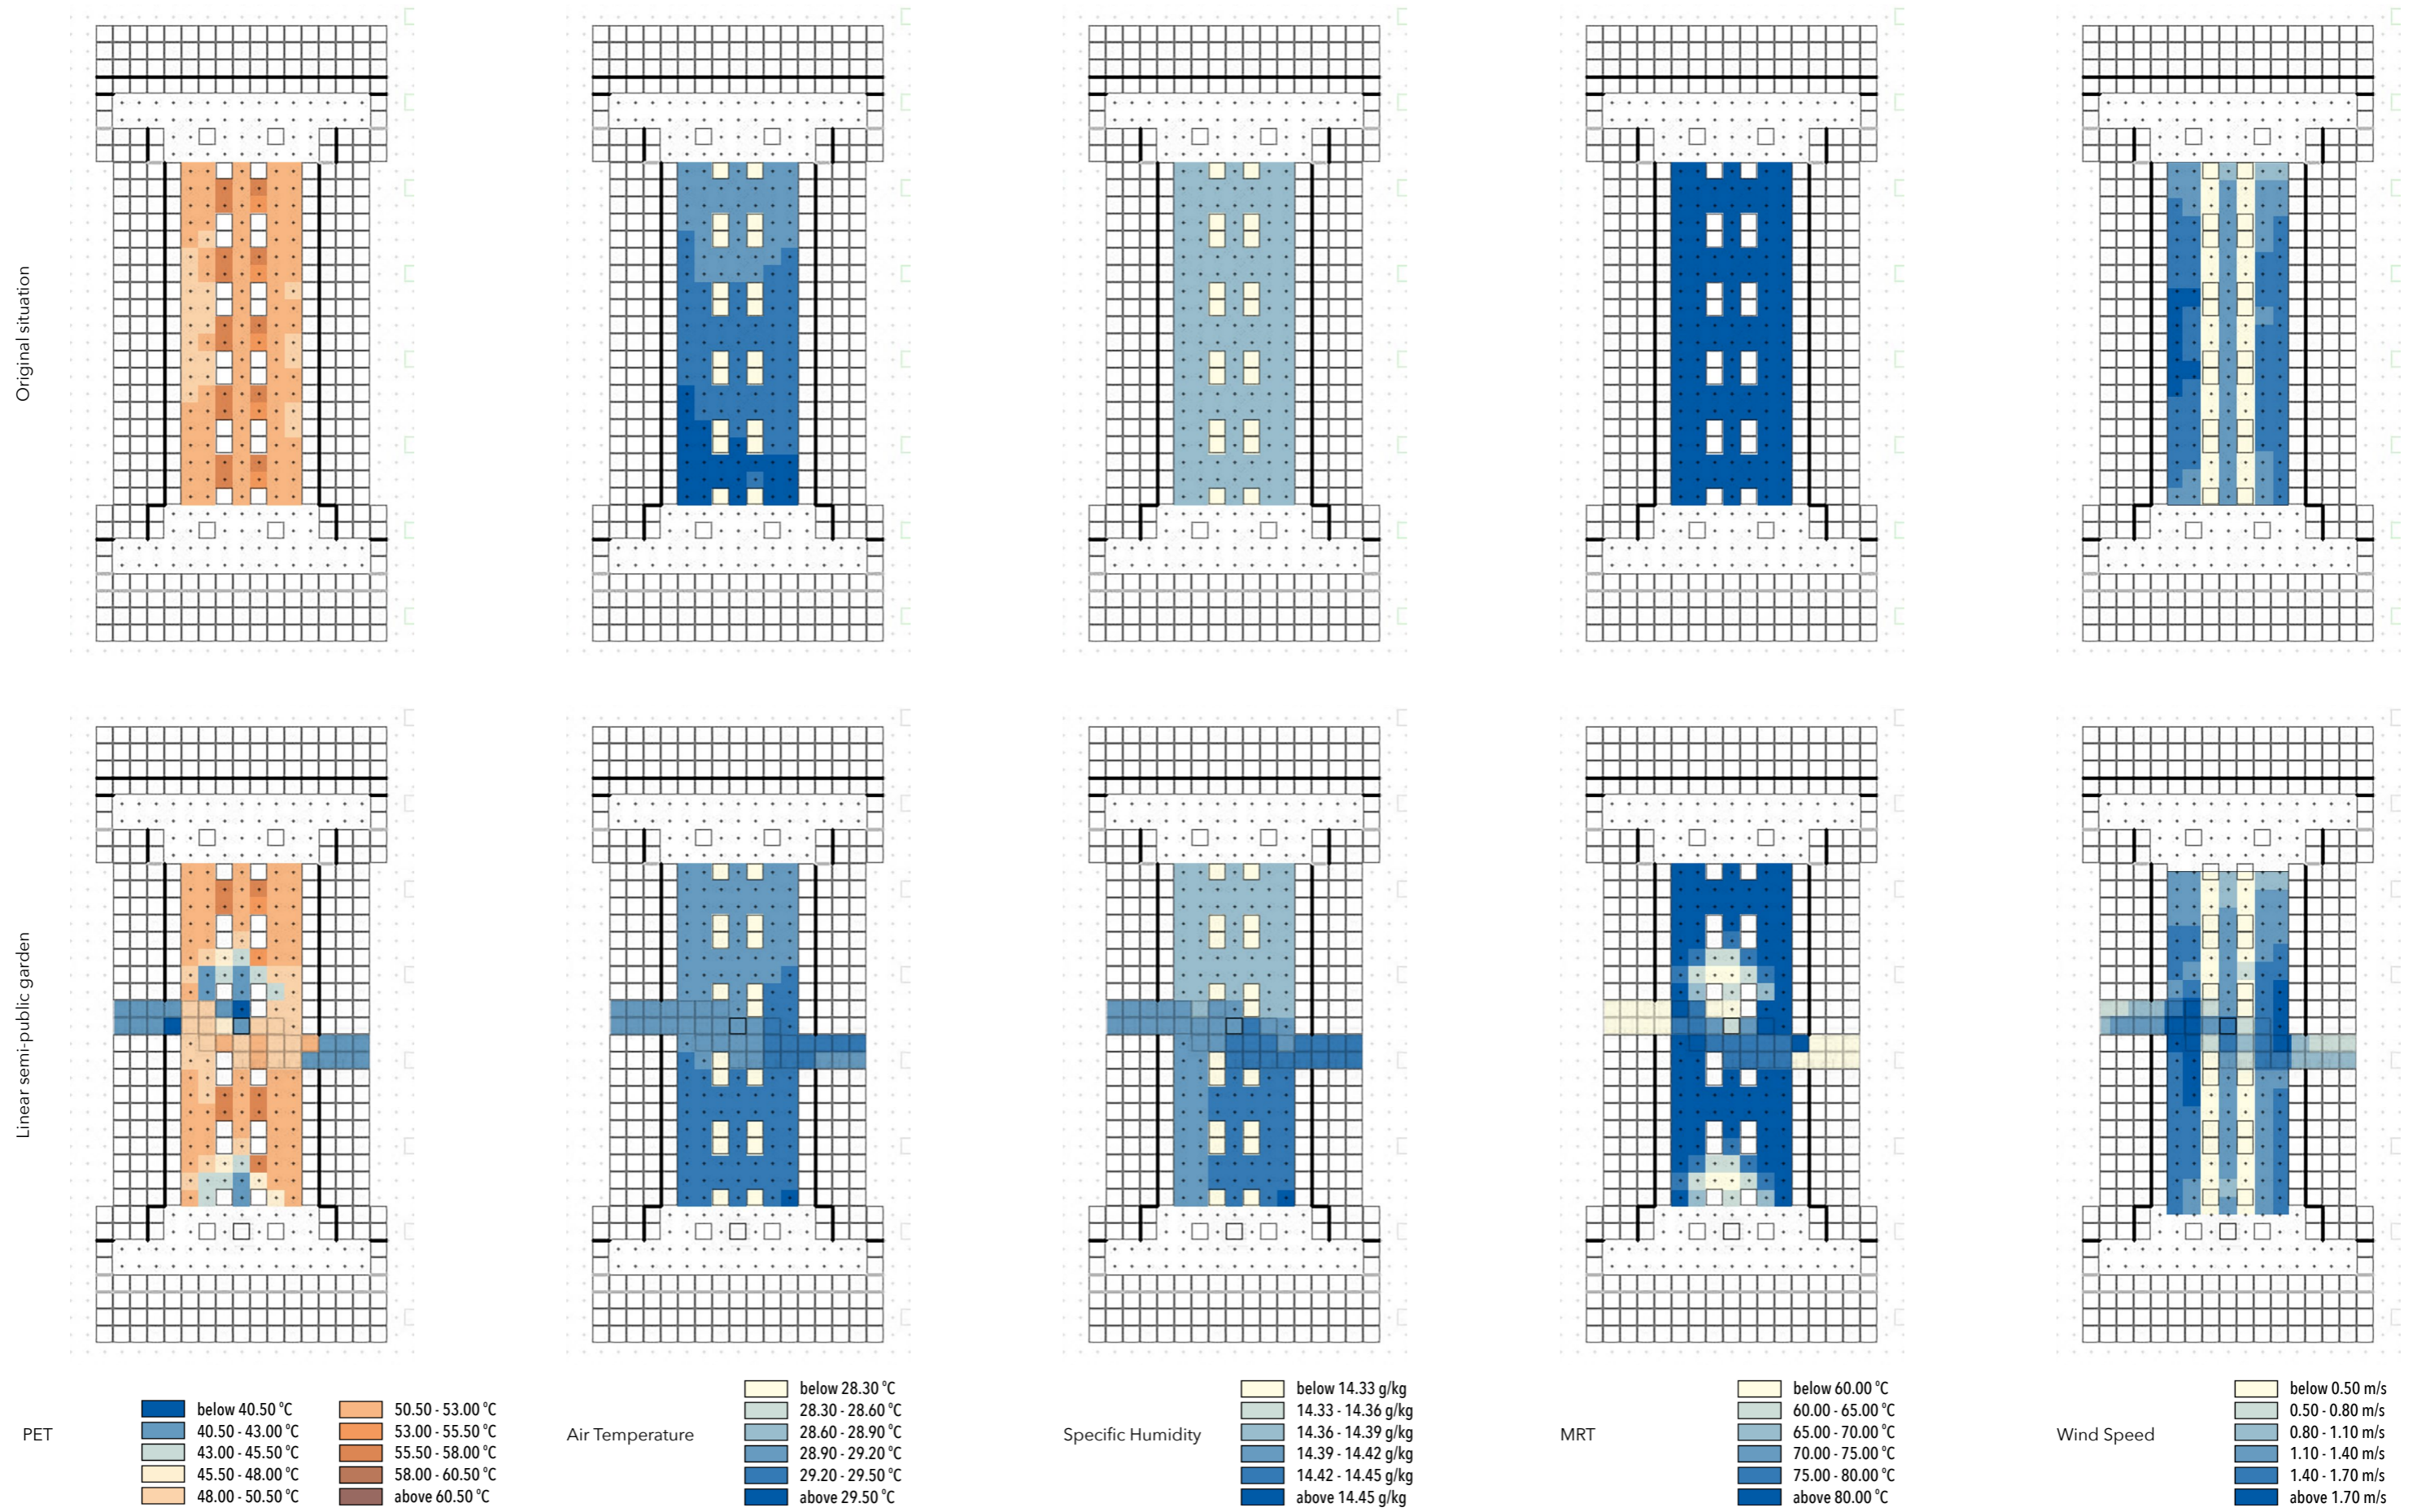 Original situation
Linear semi-public garden
PET
below 40.50 °C
40.50 - 43.00 °C
43.00 - 45.50 °C
45.50 - 48.00 °C
48.00 - 50.50 °C
50.50 - 53.00 °C
53.00 - 55.50 °C
55.50 - 58.00 °C
58.00 - 60.50 °C
above 60.50 °C
Air Temperature
below 28.30 °C
28.30 - 28.60 °C
28.60 - 28.90 °C
28.90 - 29.20 °C
29.20 - 29.50 °C
above 29.50 °C
Specific Humidity
below 14.33 g/kg
14.33 - 14.36 g/kg
14.36 - 14.39 g/kg
14.39 - 14.42 g/kg
14.42 - 14.45 g/kg
above 14.45 g/kg
MRT
below 60.00 °C
60.00 - 65.00 °C
65.00 - 70.00 °C
70.00 - 75.00 °C
75.00 - 80.00 °C
above 80.00 °C
Wind Speed
below 0.50 m/s
0.50 - 0.80 m/s
0.80 - 1.10 m/s
1.10 - 1.40 m/s
1.40 - 1.70 m/s
above 1.70 m/s